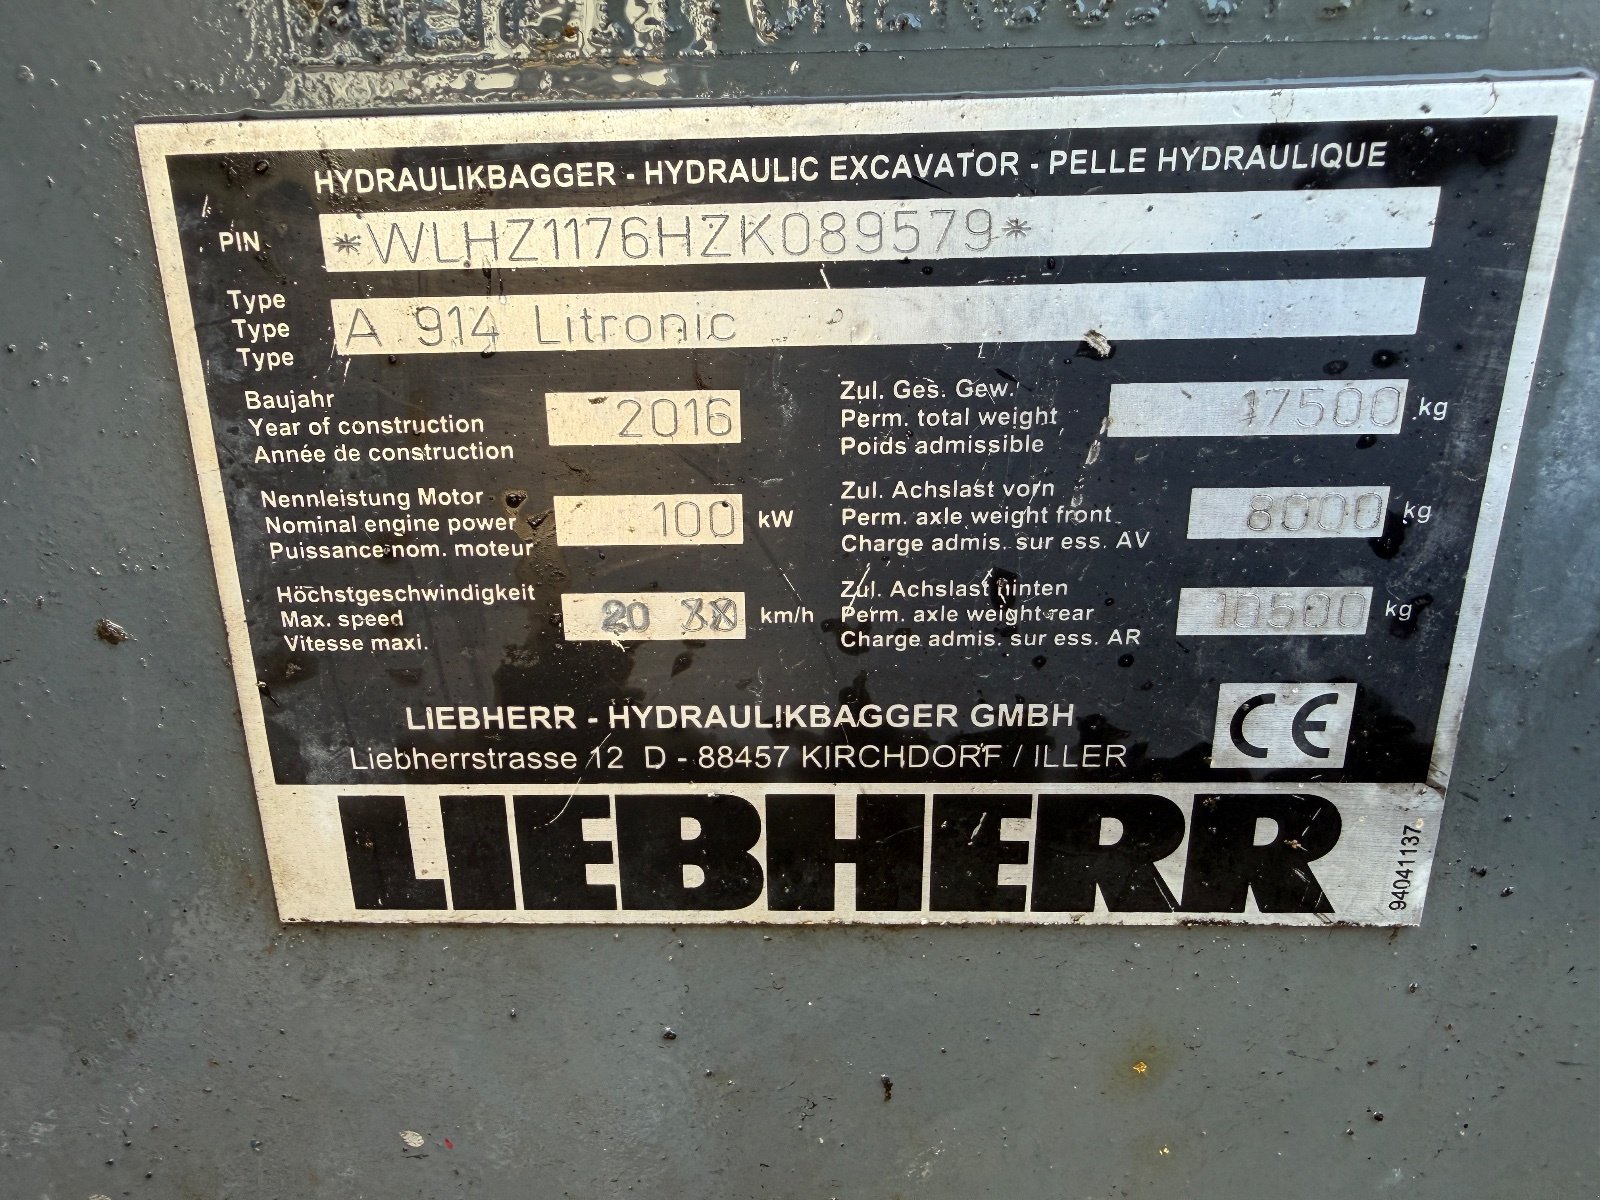 HYDRAULIKBAGGER - HYDRAULIC EXCAVATOR - PELLE HYDRAULIQUE
PIN *WLHZ1176HZK089579*
Type
Type A 914 Litronic
Type
Baujahr
Year of construction 2016
Année de construction
Zul. Ges. Gew.
Perm. total weight 17500 kg
Poids admissible
Nennleistung Motor
Nominal engine power 100 kW
Puissance nom. moteur
Zul. Achslast vorn
Perm. axle weight front 8000 kg
Charge admis. sur ess. AV
Höchstgeschwindigkeit
Max. speed 20 km/h
Vitesse maxi.
Zul. Achslast hinten
Perm. axle weight rear 10500 kg
Charge admis. sur ess. AR
LIEBHERR - HYDRAULIKBAGGER GMBH
Liebherrstrasse 12 D - 88457 KIRCHDORF / ILLER
CE
LIEBHERR
94041137